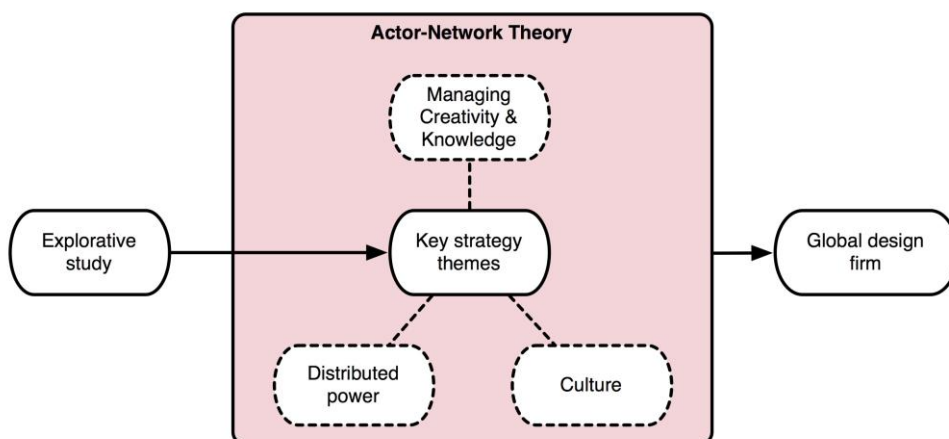 Actor-Network Theory
Managing
Creativity &
Knowledge
Explorative
study
Key strategy
themes
Global design
firm
Distributed
power
Culture